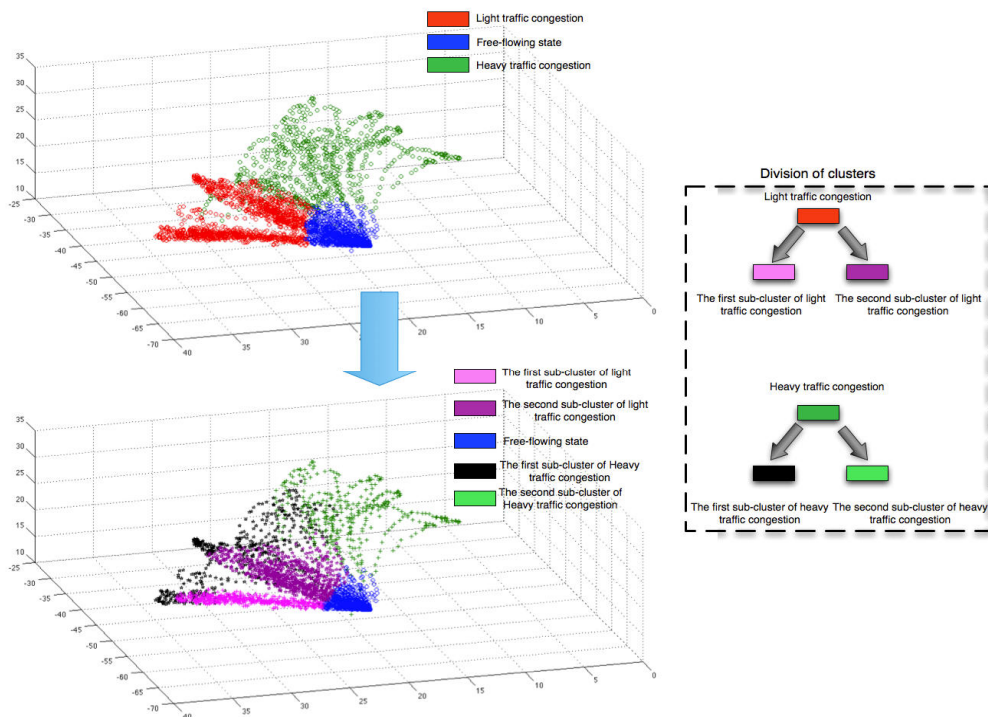 Light traffic congestion
Free-flowing state
Heavy traffic congestion
35
30
25
20
15
10
-25
-30
-35
-40
-45
-50
-55
-60
-65
-70
40
35
30
25
20
15
10
5
0
The first sub-cluster of light
traffic congestion
The second sub-cluster of light
traffic congestion
Free-flowing state
The first sub-cluster of Heavy
traffic congestion
The second sub-cluster of
Heavy traffic congestion
35
30
25
20
15
10
-25
-30
-35
-40
-45
-50
-55
-60
-65
-70
40
35
30
25
20
15
10
5
0
Division of clusters
Light traffic congestion
The first sub-cluster of light
traffic congestion
The second sub-cluster of light
traffic congestion
Heavy traffic congestion
The first sub-cluster of heavy
traffic congestion
The second sub-cluster of heavy
traffic congestion